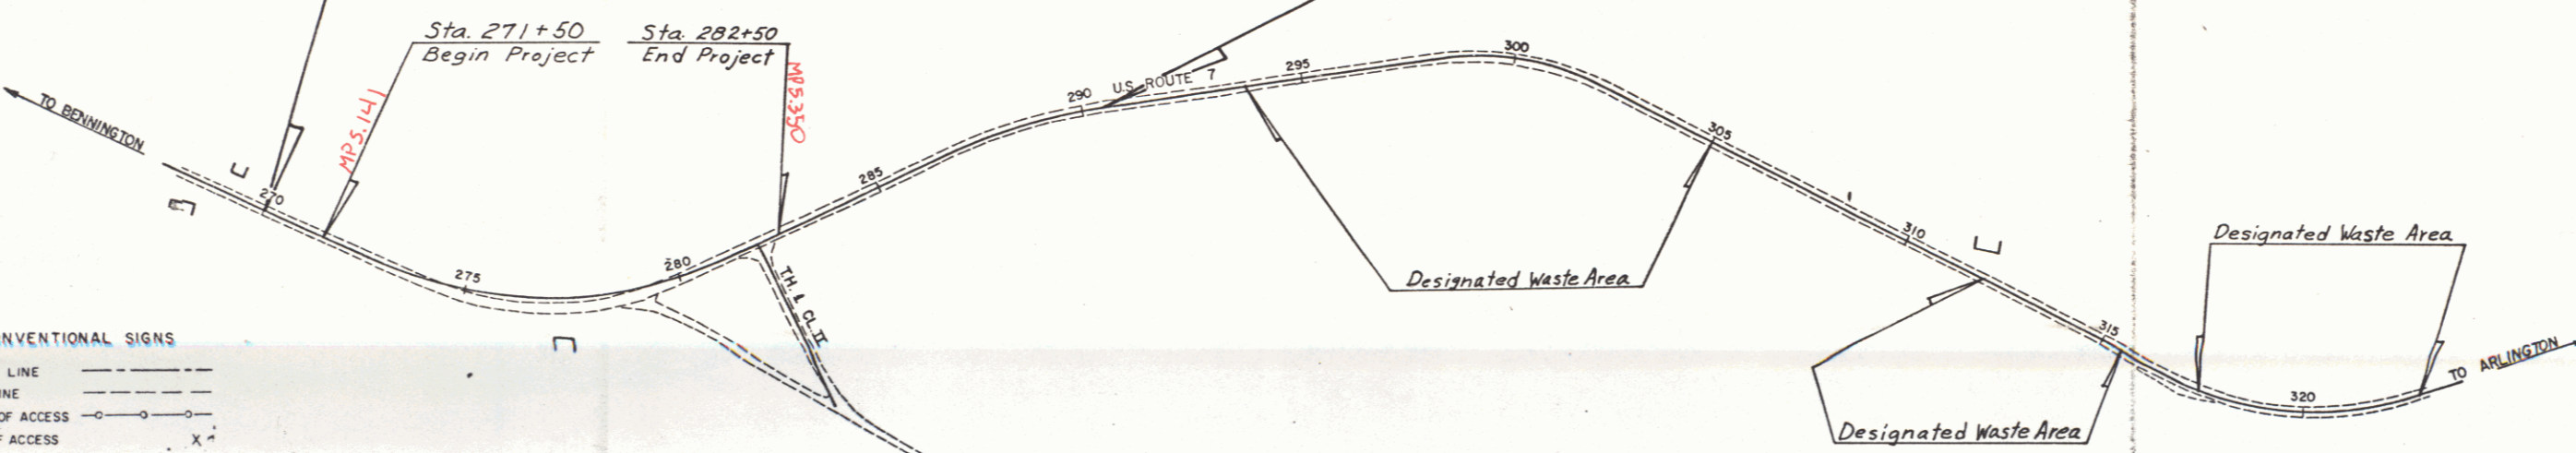 Sta. 271+50
Begin Project
Sta. 282+50
End Project
MP5.141
MP5.350
TO BENNINGTON
270
275
280
285
290
U.S. ROUTE 7
295
300
305
310
315
320
T.H. 1 CL. II
Designated Waste Area
Designated Waste Area
Designated Waste Area
TO ARLINGTON
NVENTIONAL SIGNS
LINE
INE
OF ACCESS
F ACCESS
X